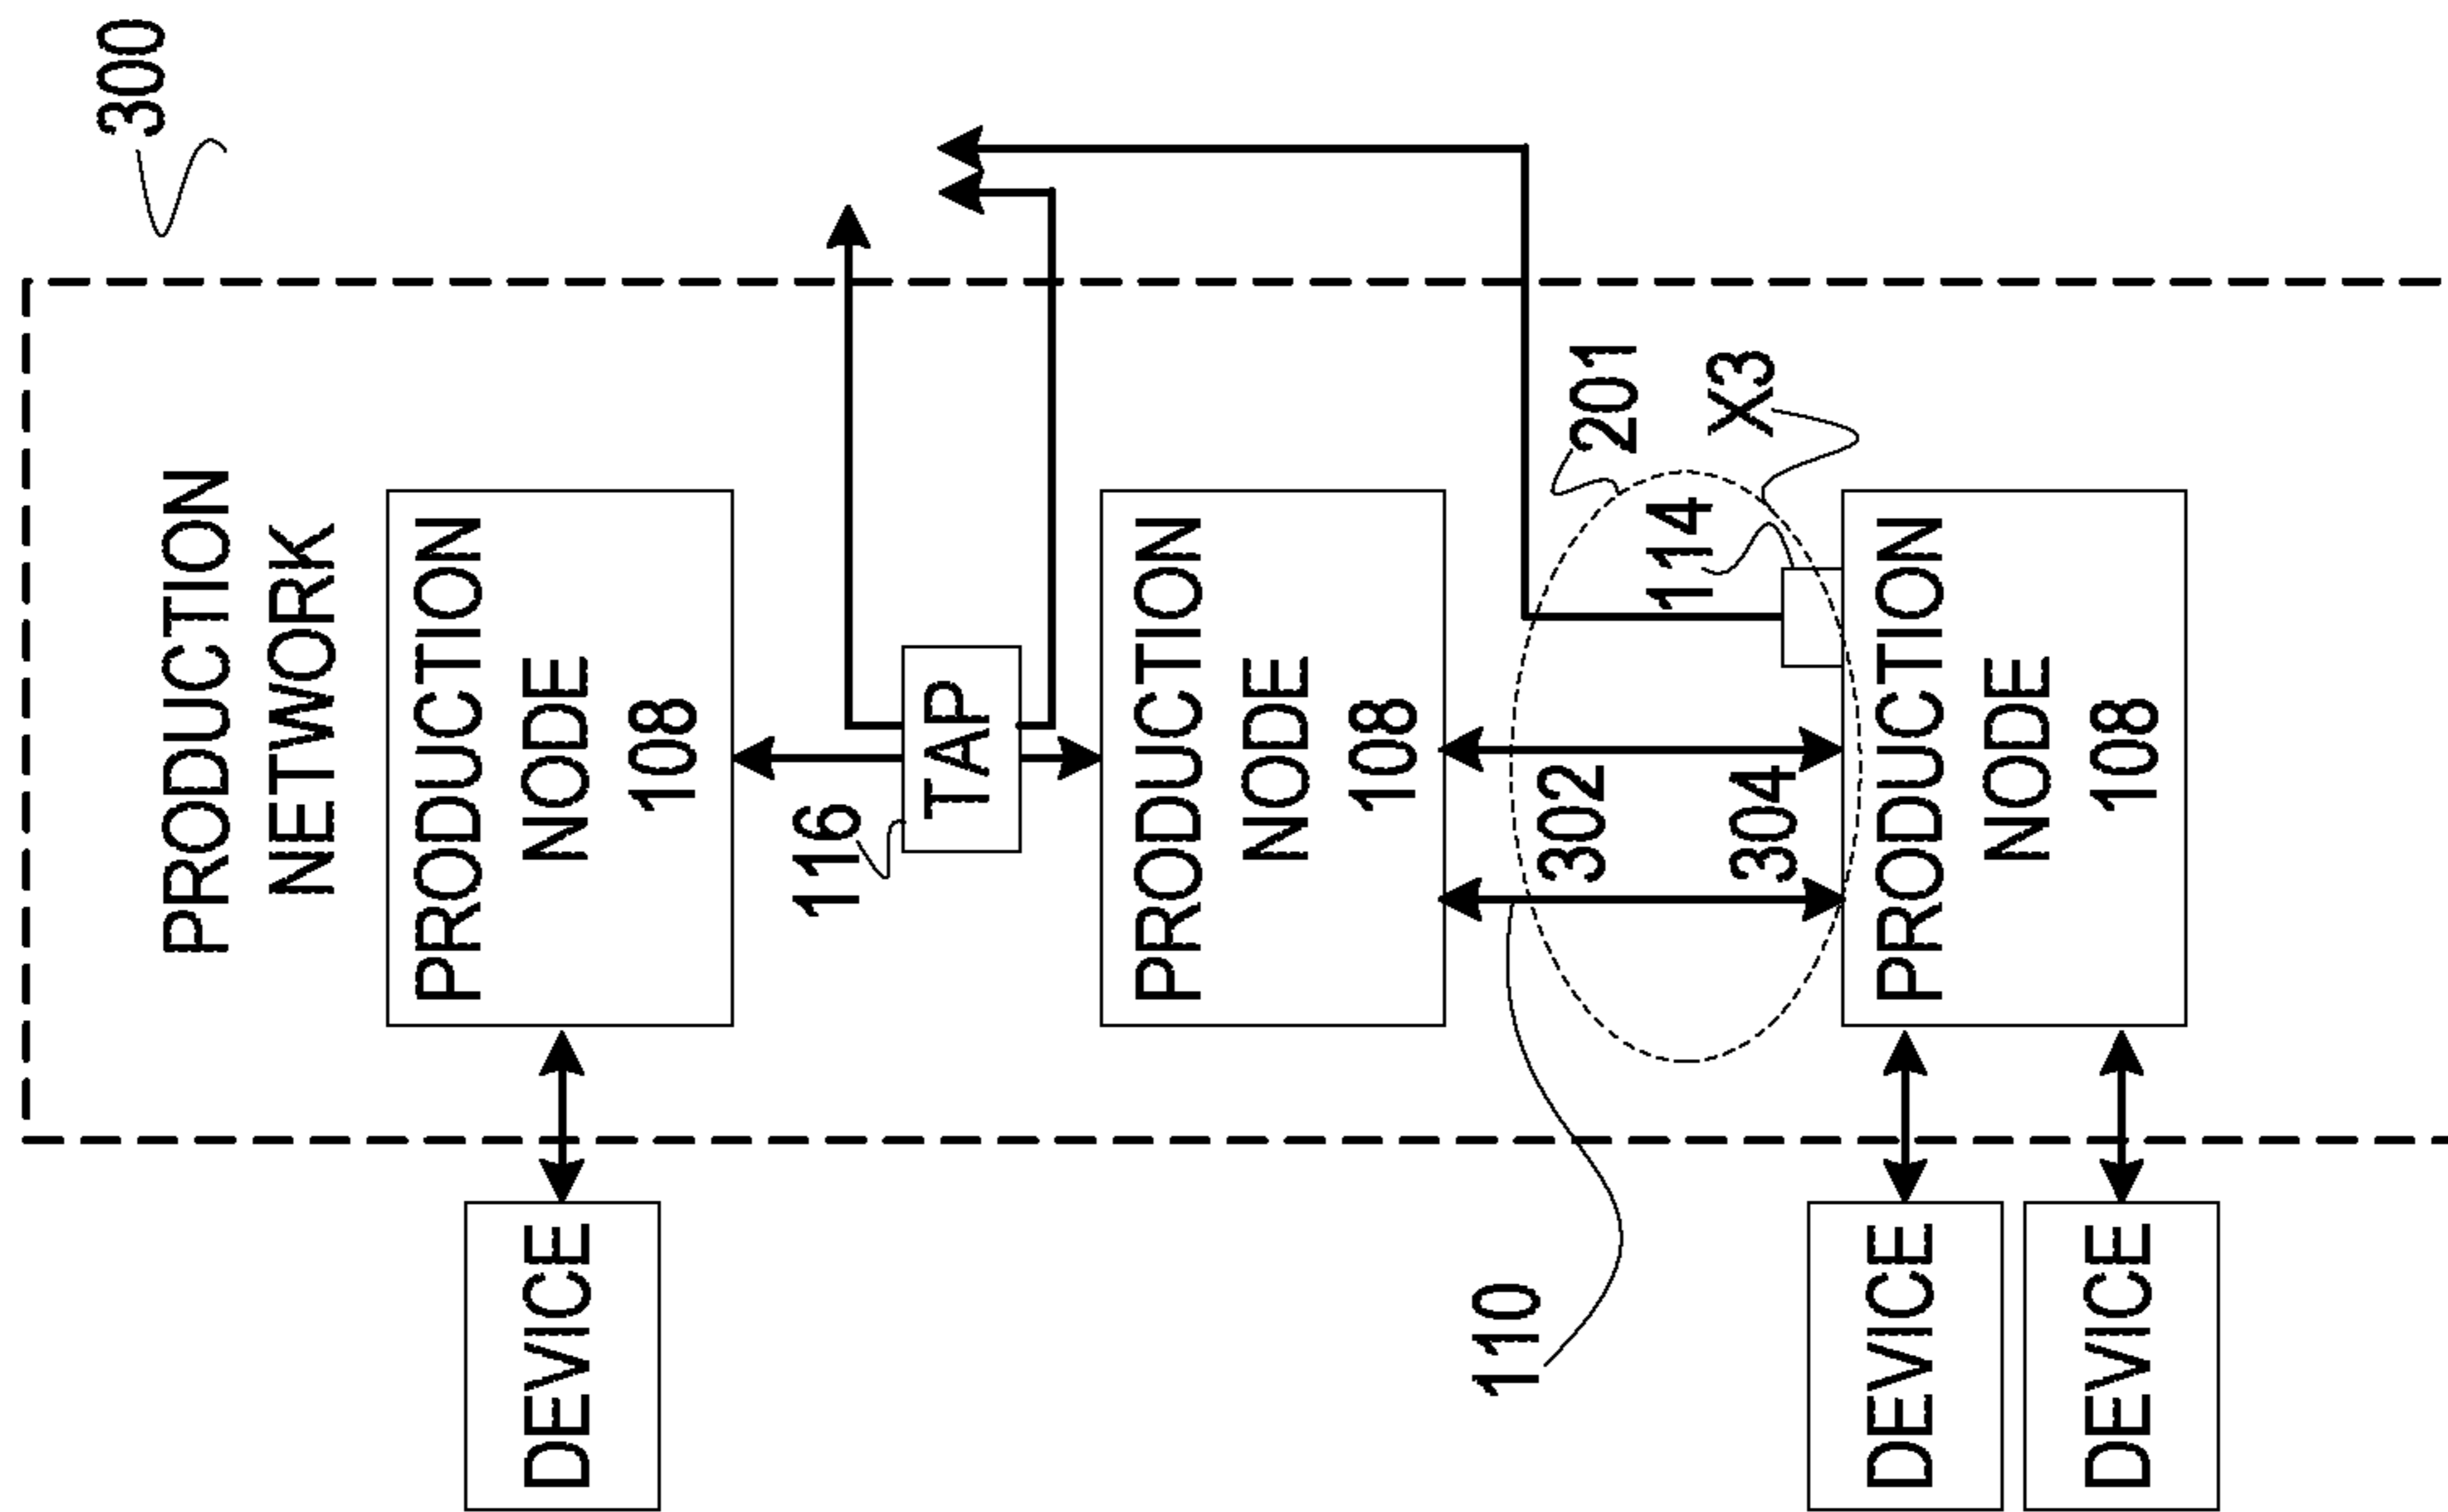 300
PRODUCTION
NETWORK
PRODUCTION
NODE
108
116
TAP
PRODUCTION
NODE
108
201
X3
114
302
304
PRODUCTION
NODE
108
110
DEVICE
DEVICE
DEVICE